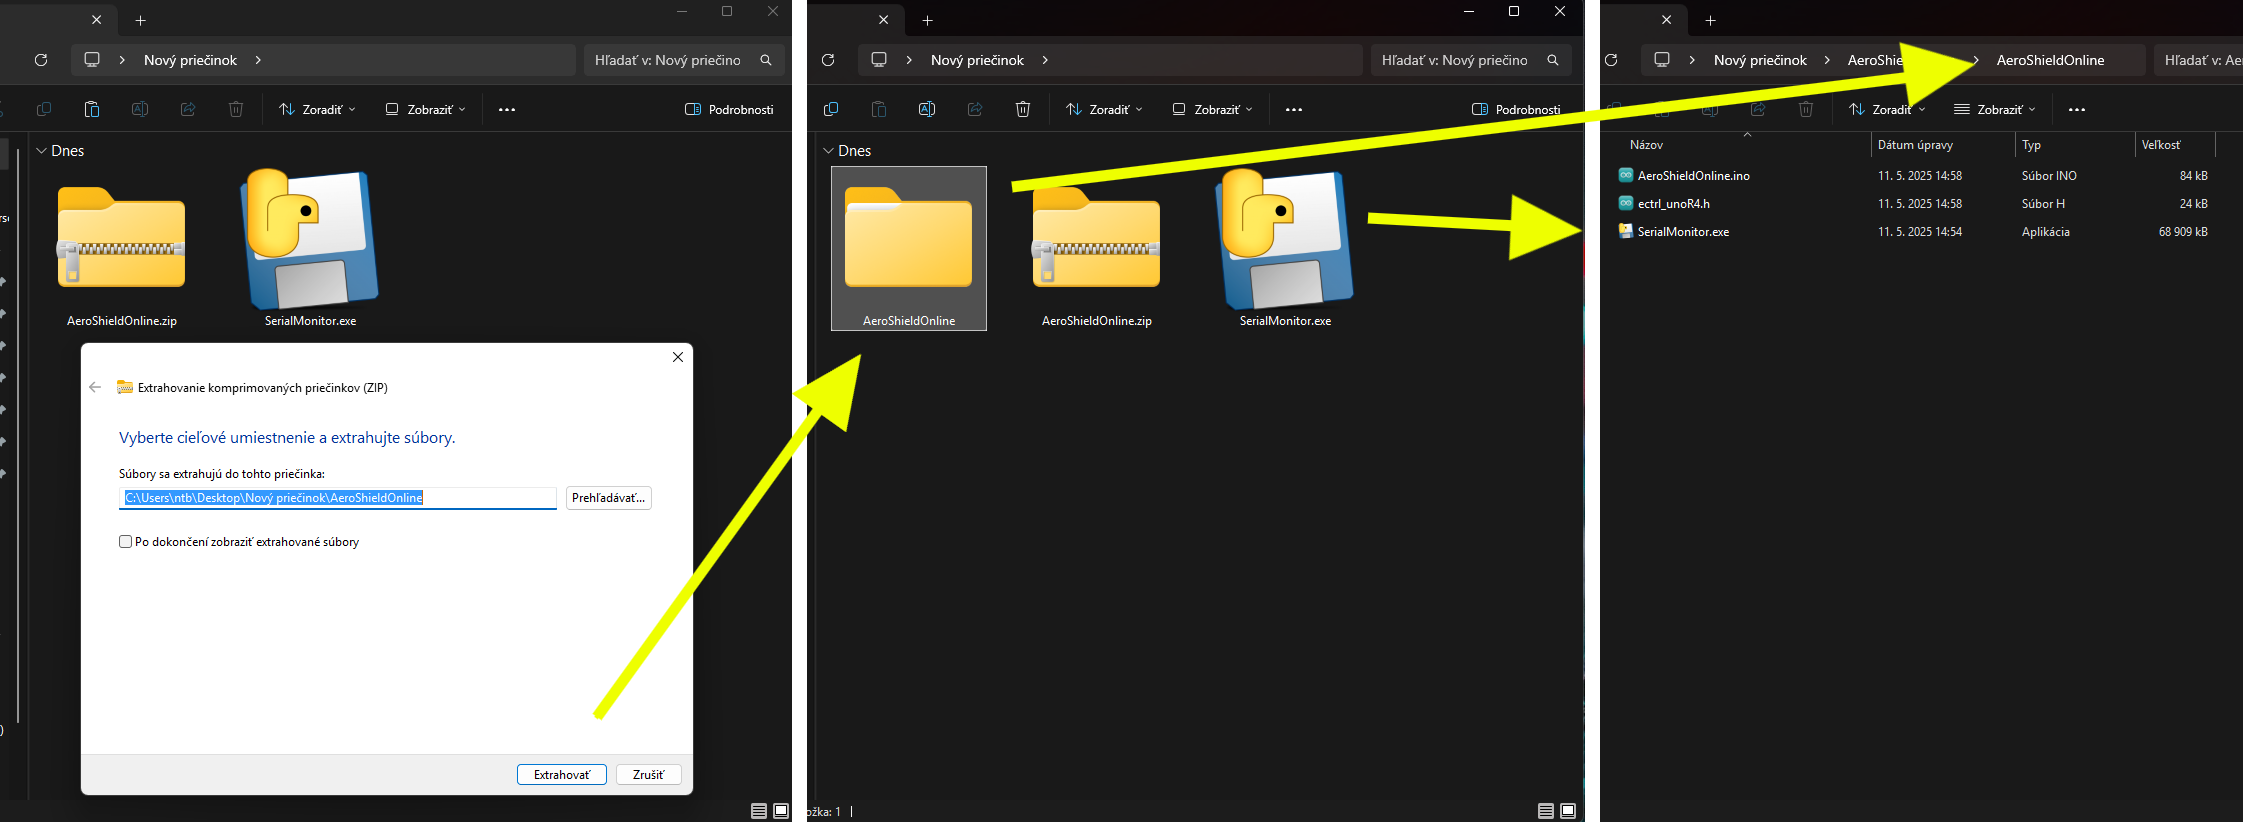 Nový priečinok
Hľadať v: Nový priečino
Zoradiť
Zobraziť
Podrobnosti
Dnes
AeroShieldOnline.zip
SerialMonitor.exe
Extrahovanie komprimovaných priečinkov (ZIP)
Vyberte cieľové umiestnenie a extrahujte súbory.
Súbory sa extrahujú do tohto priečinka:
C:\Users\ntb\Desktop\Nový priečinok\AeroShieldOnline
Prehľadávať...
Po dokončení zobraziť extrahované súbory
Extrahovať
Zrušiť
Nový priečinok
Hľadať v: Nový priečino
Zoradiť
Zobraziť
Podrobnosti
Dnes
AeroShieldOnline
AeroShieldOnline.zip
SerialMonitor.exe
ožka: 1
Nový priečinok
AeroShie
AeroShieldOnline
Hľadať v: Aer
Zoradiť
Zobraziť
Názov Dátum úpravy Typ Veľkosť
AeroShieldOnline.ino 11. 5. 2025 14:58 Súbor INO 84 kB
ectrl_unoR4.h 11. 5. 2025 14:58 Súbor H 24 kB
SerialMonitor.exe 11. 5. 2025 14:54 Aplikácia 68 909 kB